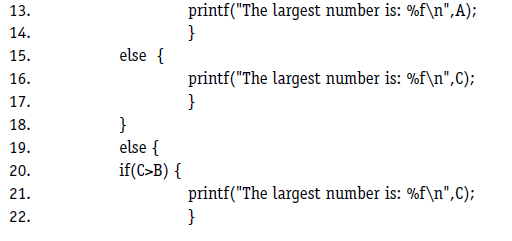 13. printf("The largest number is: %f\n",A);
14. }
15. else {
16. printf("The largest number is: %f\n",C);
17. }
18. }
19. else {
20. if(C>B) {
21. printf("The largest number is: %f\n",C);
22. }